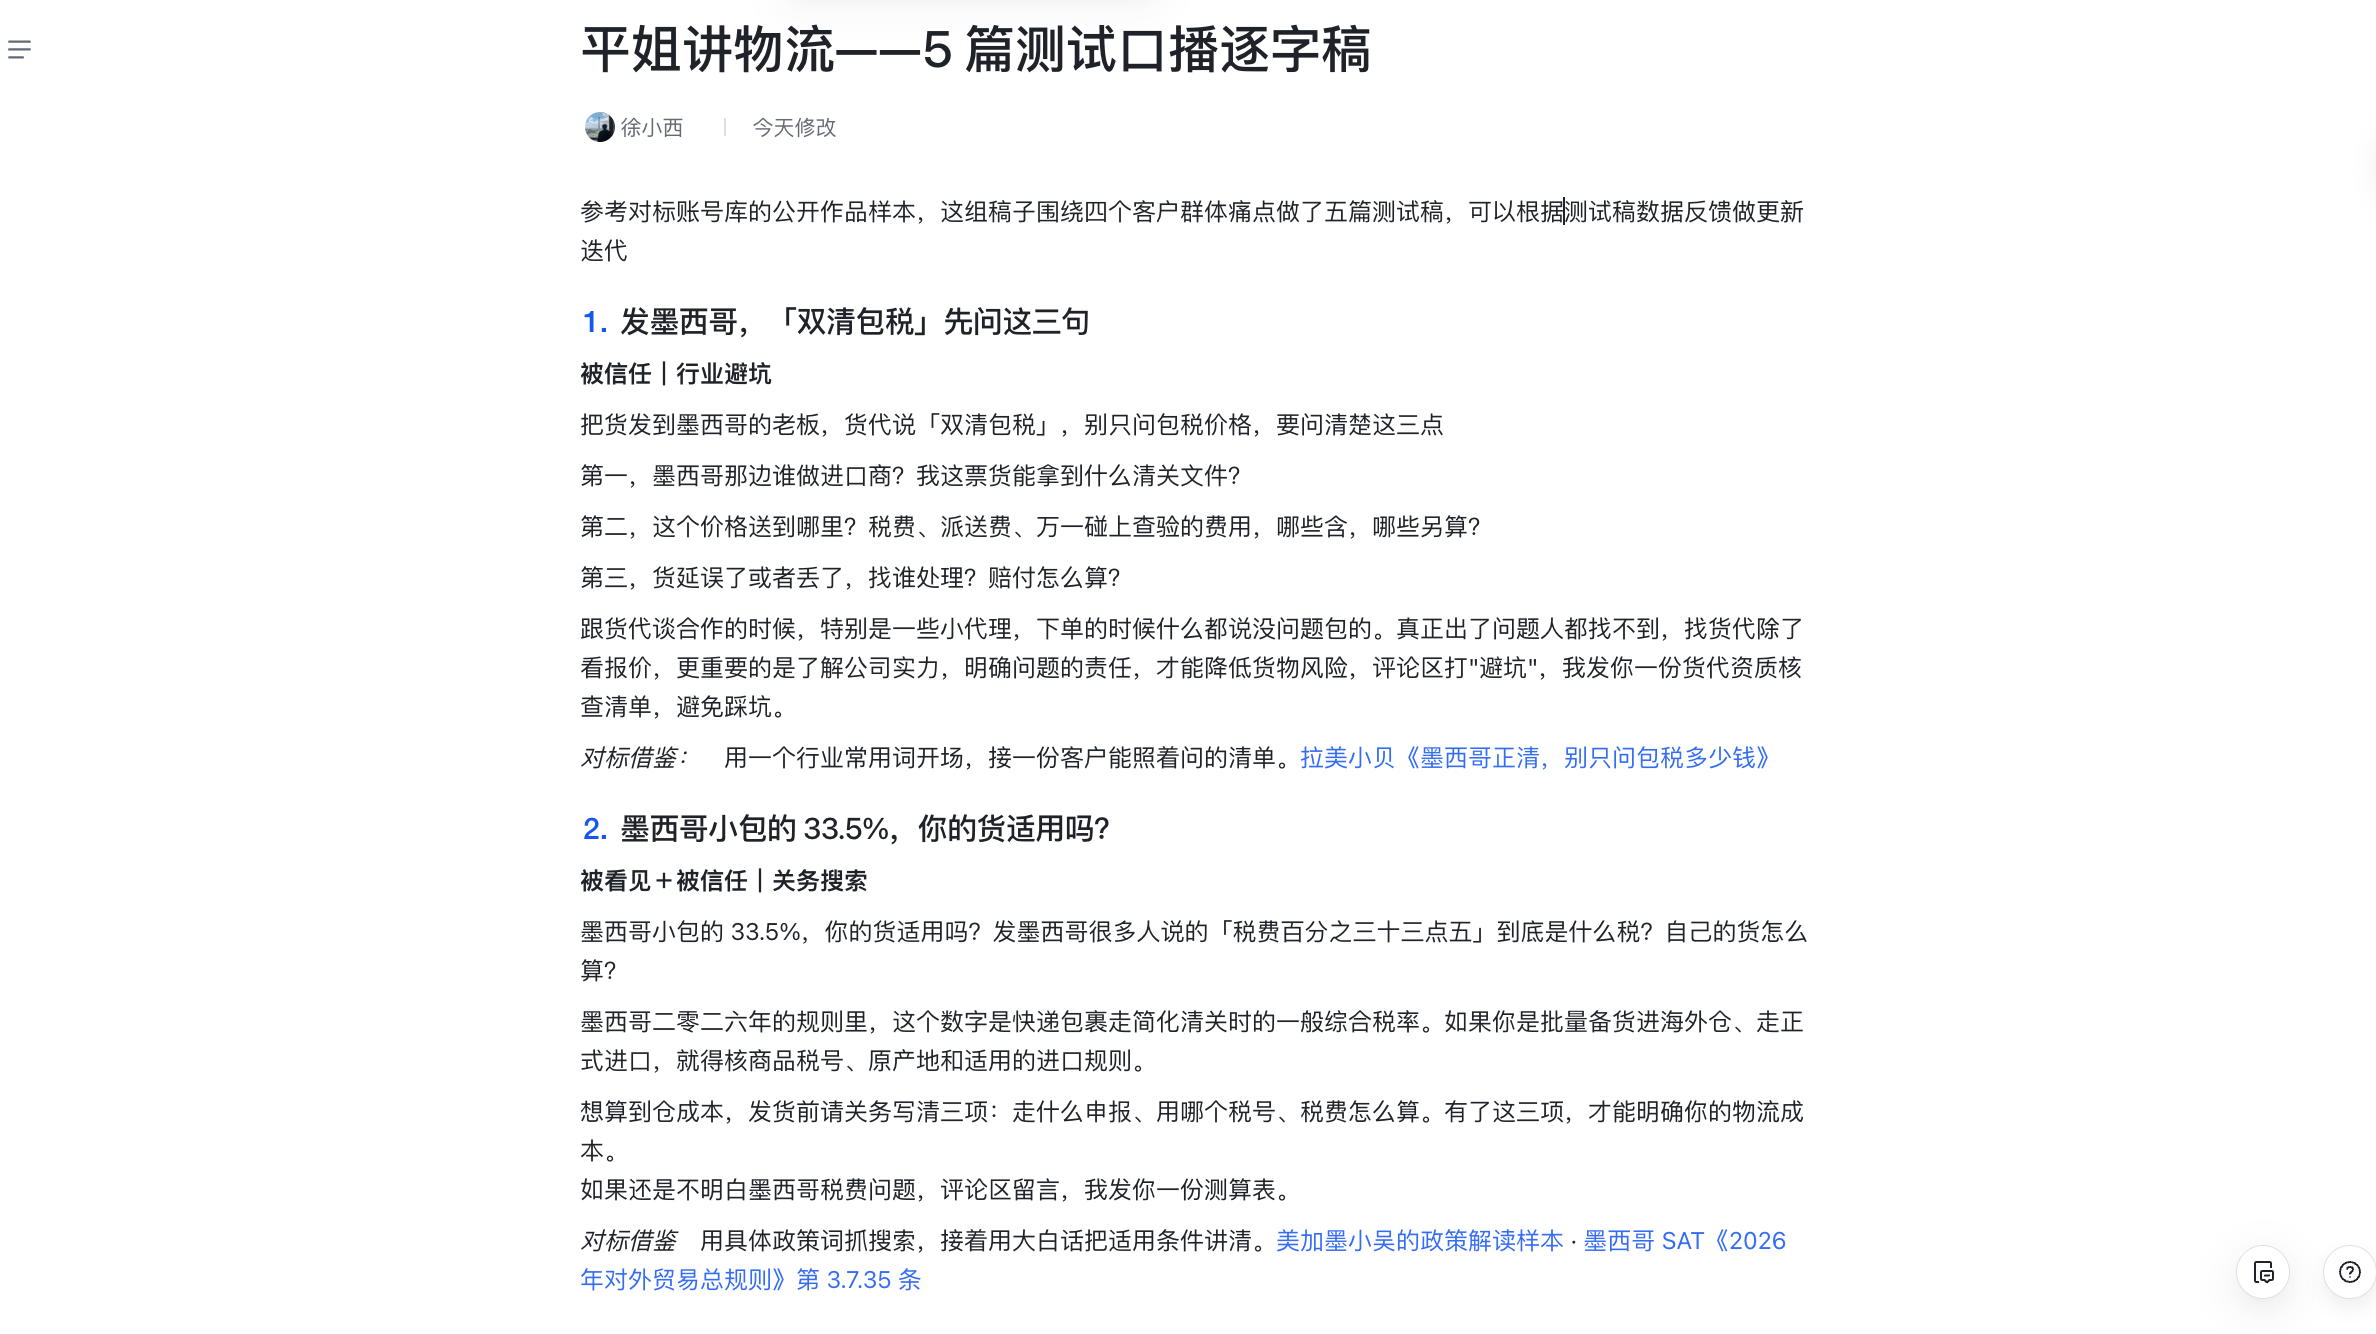 平姐讲物流——5 篇测试口播逐字稿
徐小西 | 今天修改
参考对标账号库的公开作品样本，这组稿子围绕四个客户群体痛点做了五篇测试稿，可以根据测试稿数据反馈做更新
迭代
1. 发墨西哥，「双清包税」先问这三句
被信任｜行业避坑
把货发到墨西哥的老板，货代说「双清包税」，别只问包税价格，要问清楚这三点
第一，墨西哥那边谁做进口商？我这票货能拿到什么清关文件？
第二，这个价格送到哪里？税费、派送费、万一碰上查验的费用，哪些含，哪些另算？
第三，货延误了或者丢了，找谁处理？赔付怎么算？
跟货代谈合作的时候，特别是一些小代理，下单的时候什么都说没问题包的。真正出了问题人都找不到，找货代除了
看报价，更重要的是了解公司实力，明确问题的责任，才能降低货物风险，评论区打"避坑"，我发你一份货代资质核
查清单，避免踩坑。
对标借鉴： 用一个行业常用词开场，接一份客户能照着问的清单。拉美小贝《墨西哥正清，别只问包税多少钱》
2. 墨西哥小包的 33.5%，你的货适用吗？
被看见＋被信任｜关务搜索
墨西哥小包的 33.5%，你的货适用吗？发墨西哥很多人说的「税费百分之三十三点五」到底是什么税？自己的货怎么
算？
墨西哥二零二六年的规则里，这个数字是快递包裹走简化清关时的一般综合税率。如果你是批量备货进海外仓、走正
式进口，就得核商品税号、原产地和适用的进口规则。
想算到仓成本，发货前请关务写清三项：走什么申报、用哪个税号、税费怎么算。有了这三项，才能明确你的物流成
本。
如果还是不明白墨西哥税费问题，评论区留言，我发你一份测算表。
对标借鉴 用具体政策词抓搜索，接着用大白话把适用条件讲清。美加墨小吴的政策解读样本 · 墨西哥 SAT《2026
年对外贸易总规则》第 3.7.35 条